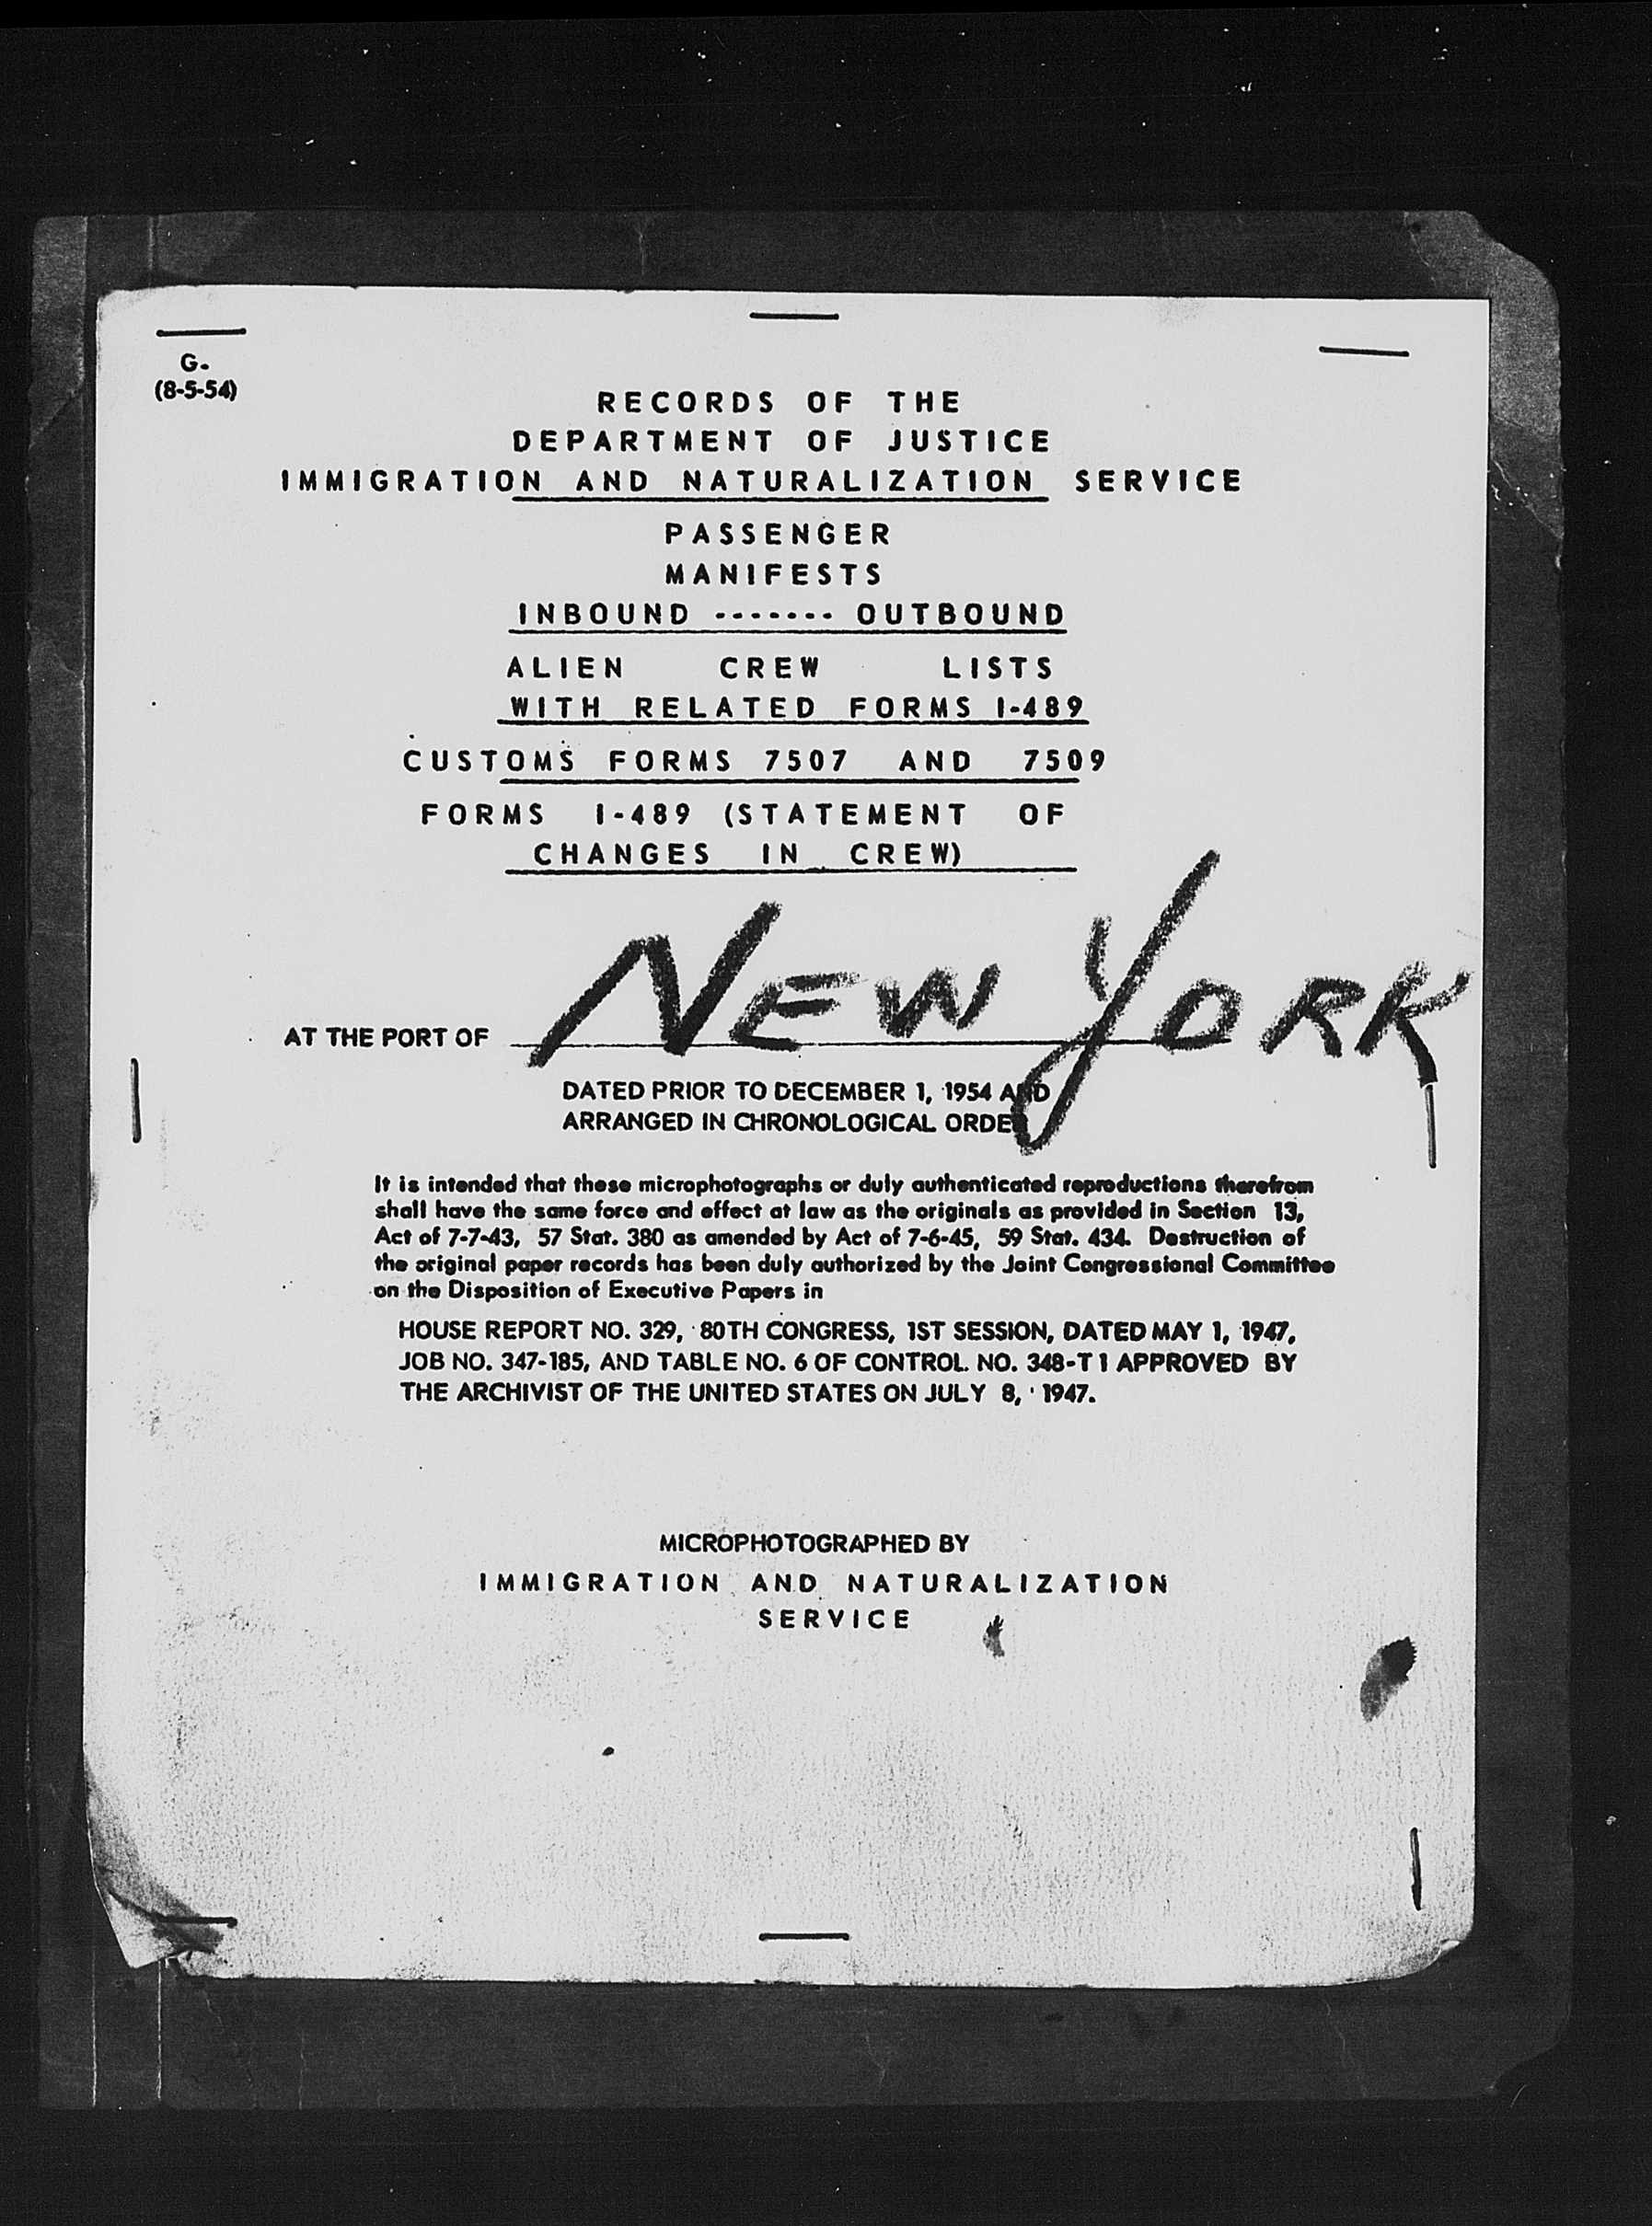 G-
(8-5-54)
RECORDS OF THE
DEPARTMENT OF JUSTICE
IMMIGRATION AND NATURALIZATION SERVICE
PASSENGER
MANIFESTS
INBOUND ------- OUTBOUND
ALIEN CREW LISTS
WITH RELATED FORMS I-489
CUSTOMS FORMS 7507 AND 7509
FORMS I-489 (STATEMENT OF
CHANGES IN CREW)
AT THE PORT OF NEW YORK
DATED PRIOR TO DECEMBER 1, 1954 AND
ARRANGED IN CHRONOLOGICAL ORDER
It is intended that these microphotographs or duly authenticated reproductions therefrom
shall have the same force and effect at law as the originals as provided in Section 13,
Act of 7-7-43, 57 Stat. 380 as amended by Act of 7-6-45, 59 Stat. 434. Destruction of
the original paper records has been duly authorized by the Joint Congressional Committee
on the Disposition of Executive Papers in
HOUSE REPORT NO. 329, 80TH CONGRESS, 1ST SESSION, DATED MAY 1, 1947,
JOB NO. 347-185, AND TABLE NO. 6 OF CONTROL NO. 348-T1 APPROVED BY
THE ARCHIVIST OF THE UNITED STATES ON JULY 8, 1947.
MICROPHOTOGRAPHED BY
IMMIGRATION AND NATURALIZATION
SERVICE